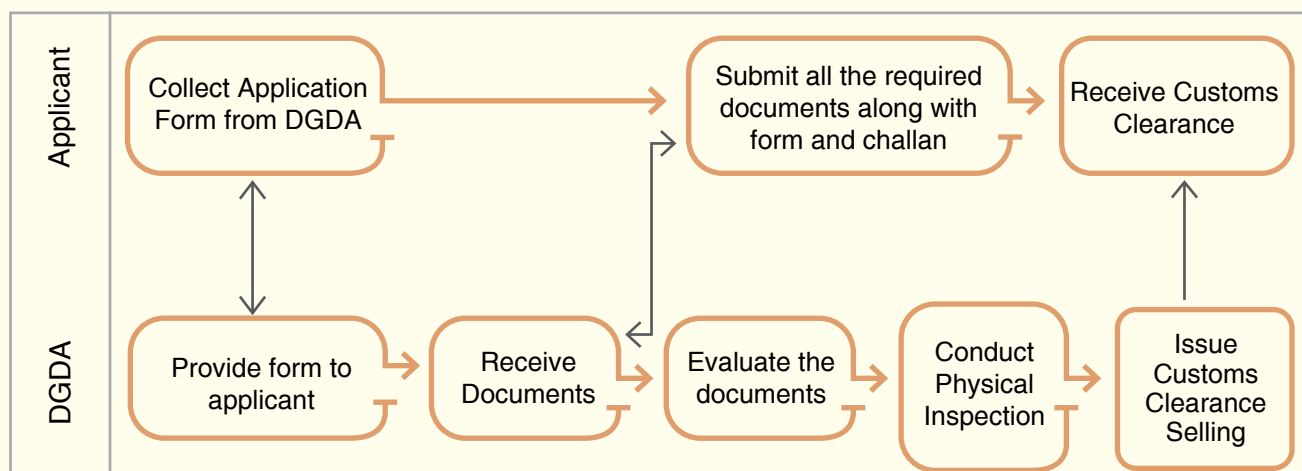 Applicant
Collect Application
Form from DGDA
Submit all the required
documents along with
form and challan
Receive Customs
Clearance
DGDA
Provide form to
applicant
Receive
Documents
Evaluate the
documents
Conduct
Physical
Inspection
Issue
Customs
Clearance
Selling